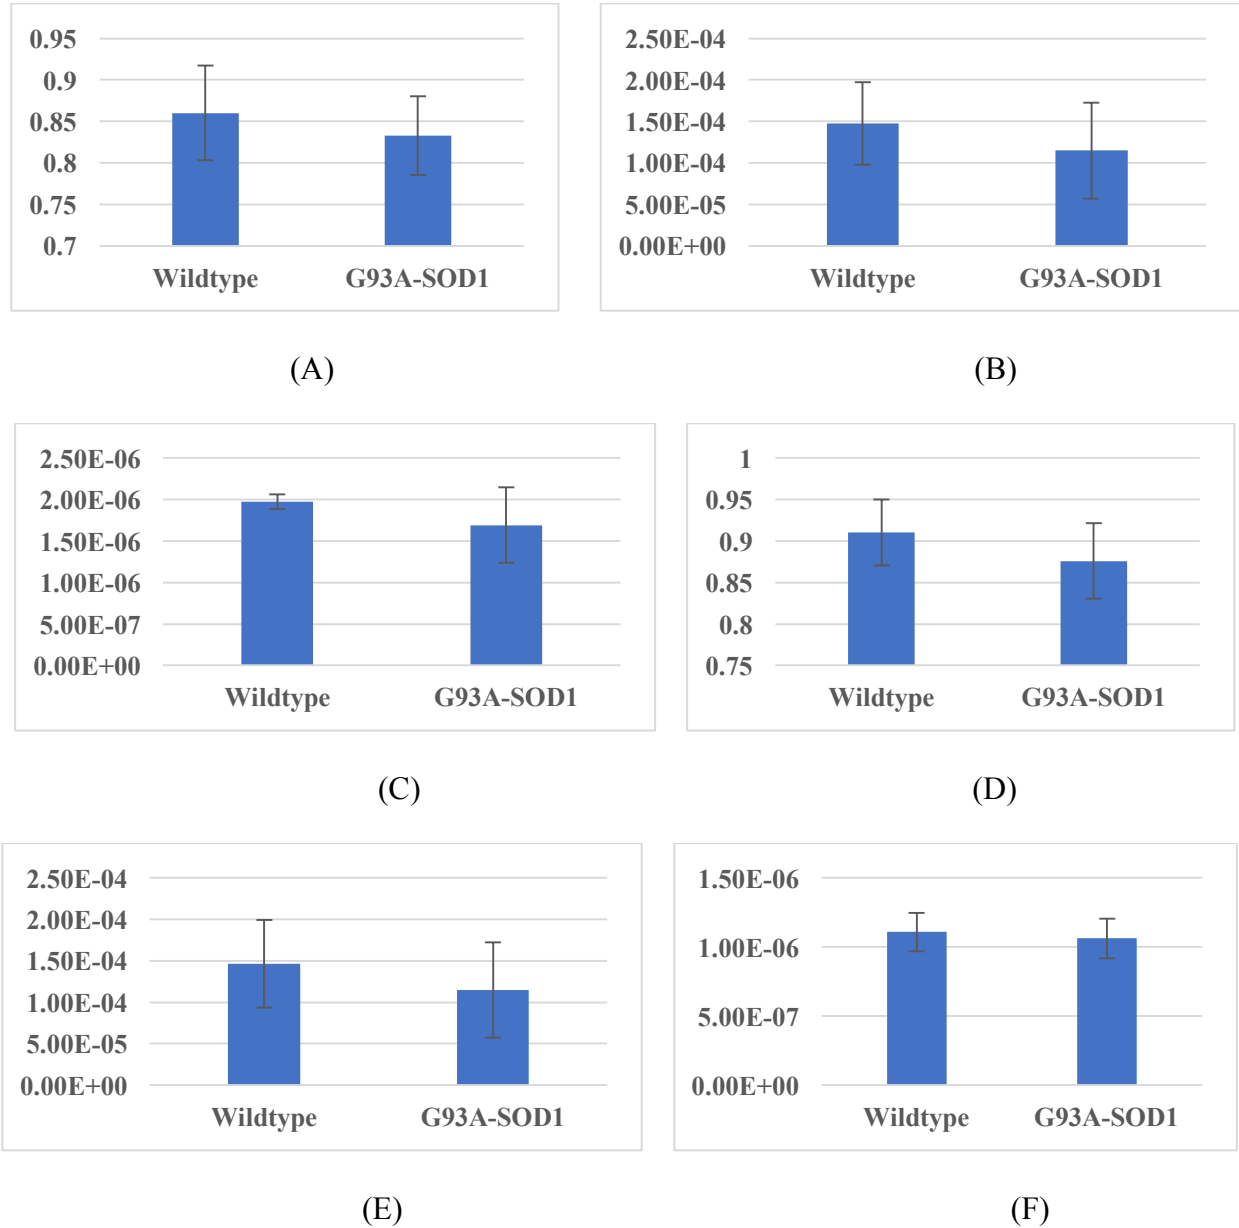 0.95
0.9
0.85
0.8
0.75
0.7
Wildtype G93A-SOD1
(A)
2.50E-04
2.00E-04
1.50E-04
1.00E-04
5.00E-05
0.00E+00
Wildtype G93A-SOD1
(B)
2.50E-06
2.00E-06
1.50E-06
1.00E-06
5.00E-07
0.00E+00
Wildtype G93A-SOD1
(C)
1
0.95
0.9
0.85
0.8
0.75
Wildtype G93A-SOD1
(D)
2.50E-04
2.00E-04
1.50E-04
1.00E-04
5.00E-05
0.00E+00
Wildtype G93A-SOD1
(E)
1.50E-06
1.00E-06
5.00E-07
0.00E+00
Wildtype G93A-SOD1
(F)